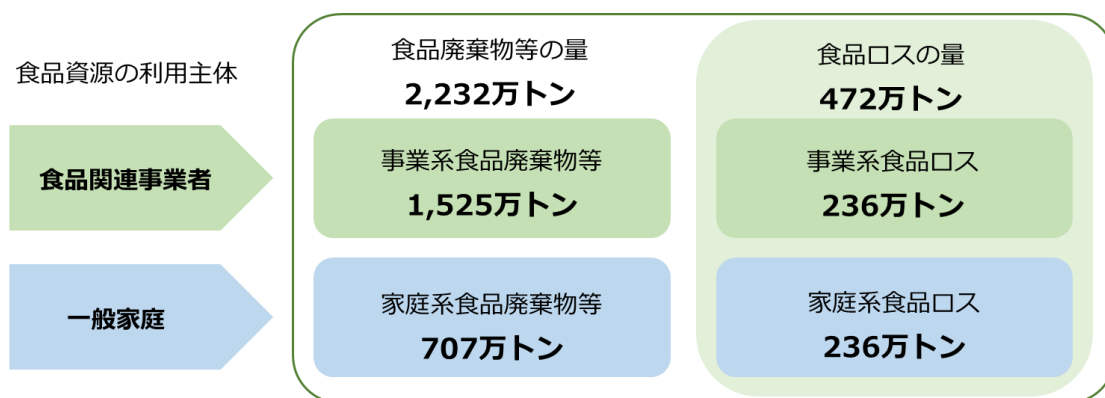 食品資源の利用主体
食品廃棄物等の量
2,232万トン
食品ロスの量
472万トン
食品関連事業者
事業系食品廃棄物等
1,525万トン
事業系食品ロス
236万トン
一般家庭
家庭系食品廃棄物等
707万トン
家庭系食品ロス
236万トン